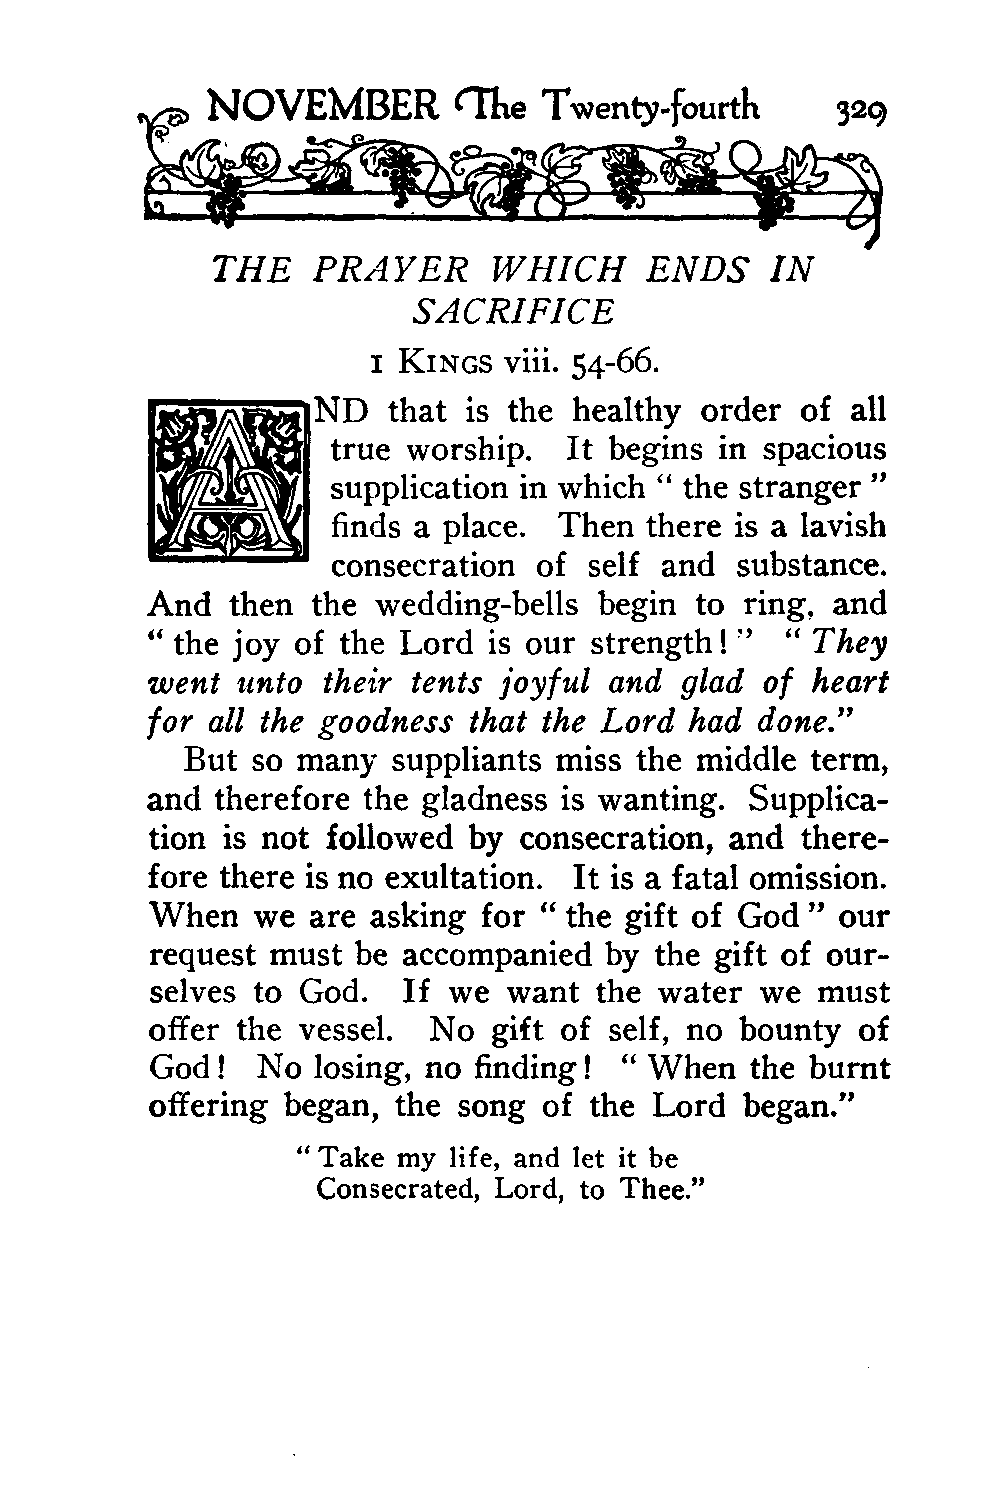 NOVEMBER The Twenty-fourth 329
THE PRAYER WHICH ENDS IN
SACRIFICE
1 KINGS viii. 54-66.
AND that is the healthy order of all
true worship. It begins in spacious
supplication in which “ the stranger ”
finds a place. Then there is a lavish
consecration of self and substance.
And then the wedding-bells begin to ring, and
“ the joy of the Lord is our strength ! ” “ They
went unto their tents joyful and glad of heart
for all the goodness that the Lord had done.”
But so many suppliants miss the middle term,
and therefore the gladness is wanting. Supplica-
tion is not followed by consecration, and there-
fore there is no exultation. It is a fatal omission.
When we are asking for “ the gift of God ” our
request must be accompanied by the gift of our-
selves to God. If we want the water we must
offer the vessel. No gift of self, no bounty of
God ! No losing, no finding ! “ When the burnt
offering began, the song of the Lord began.”
“ Take my life, and let it be
Consecrated, Lord, to Thee.”